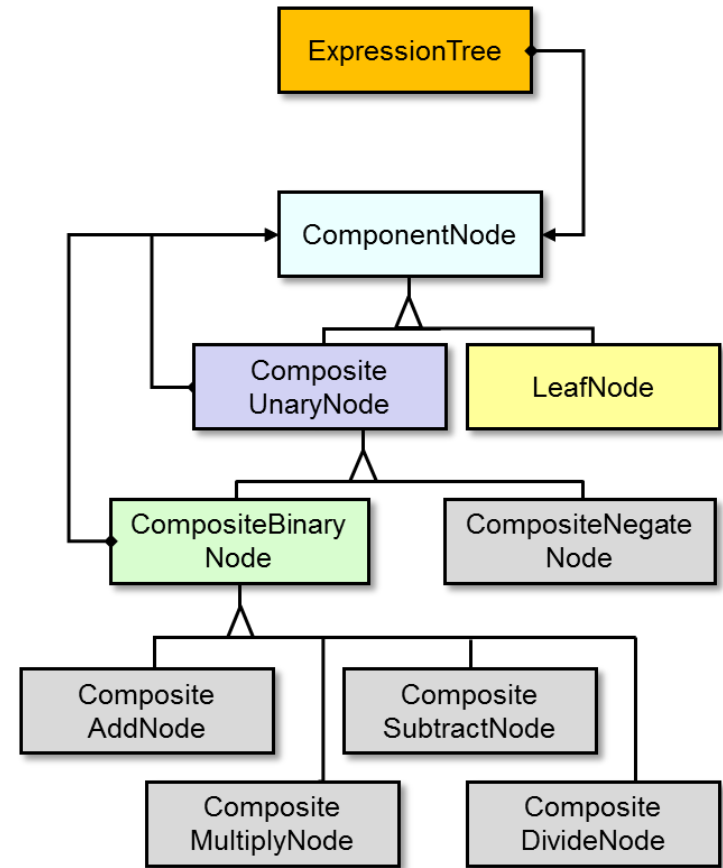 ExpressionTree
ComponentNode
Composite
UnaryNode
LeafNode
CompositeBinary
Node
CompositeNegate
Node
Composite
AddNode
Composite
SubtractNode
Composite
MultiplyNode
Composite
DivideNode